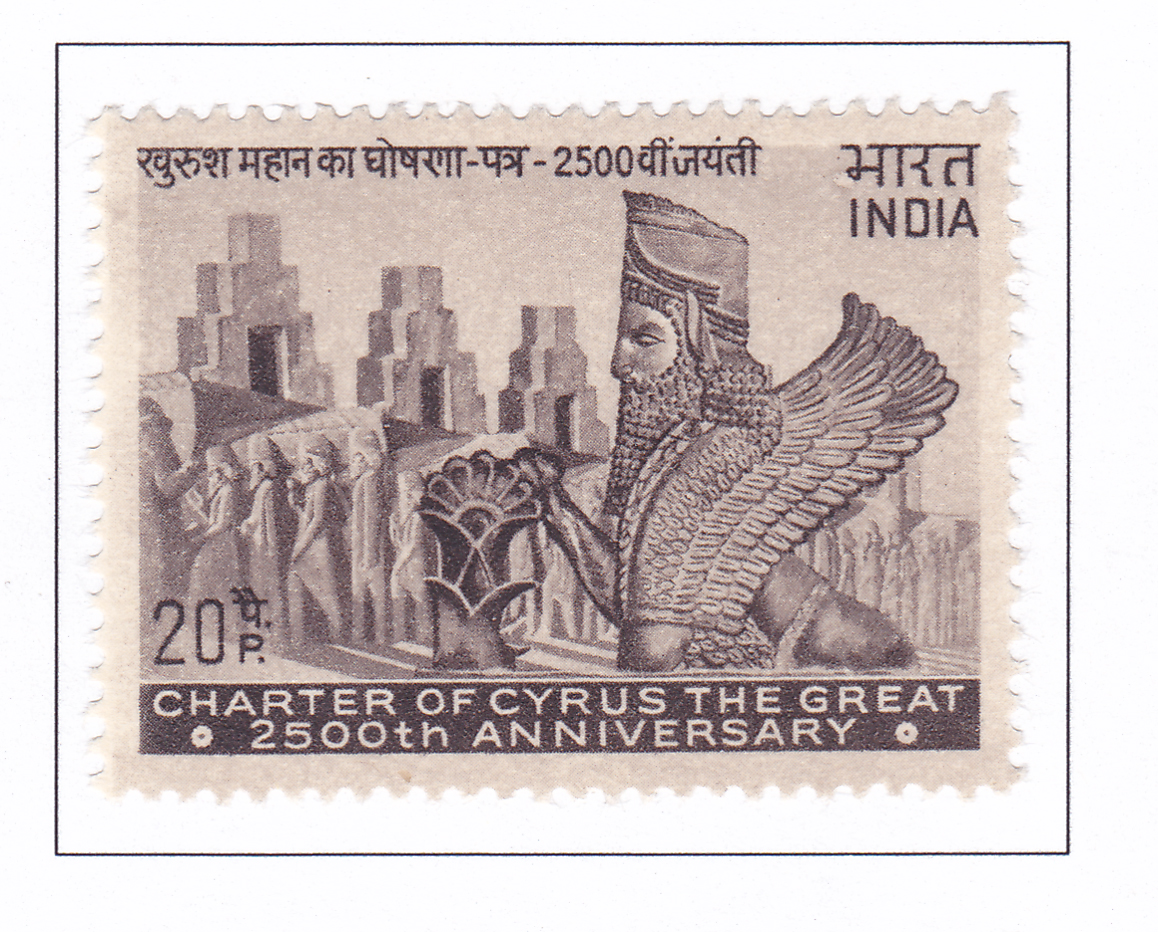 खुरुश महान का घोषणा-पत्र - 2500वीं जयंती
भारत
INDIA
20 पै.
P.
CHARTER OF CYRUS THE GREAT
2500th ANNIVERSARY